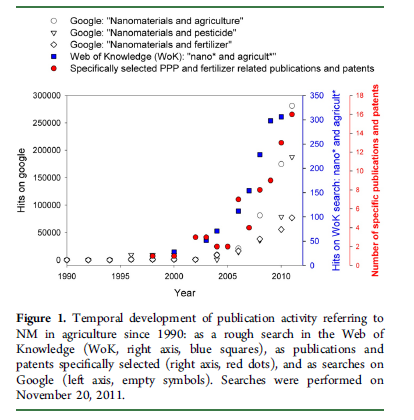 Google: "Nanomaterials and agriculture"
Google: "Nanomaterials and pesticide"
Google: "Nanomaterials and fertilizer"
Web of Knowledge (WoK): "nano* and agricult*"
Specifically selected PPP and fertilizer related publications and patents
300000
250000
200000
150000
100000
50000
0
Hits on google
350
300
250
200
150
100
50
0
Hits on WoK search: nano* and agricult*
18
16
14
12
10
8
6
4
2
0
Number of specific publications and patents
1990 1995 2000 2005 2010
Year
Figure 1. Temporal development of publication activity referring to
NM in agriculture since 1990: as a rough search in the Web of
Knowledge (WoK, right axis, blue squares), as publications and
patents specifically selected (right axis, red dots), and as searches on
Google (left axis, empty symbols). Searches were performed on
November 20, 2011.